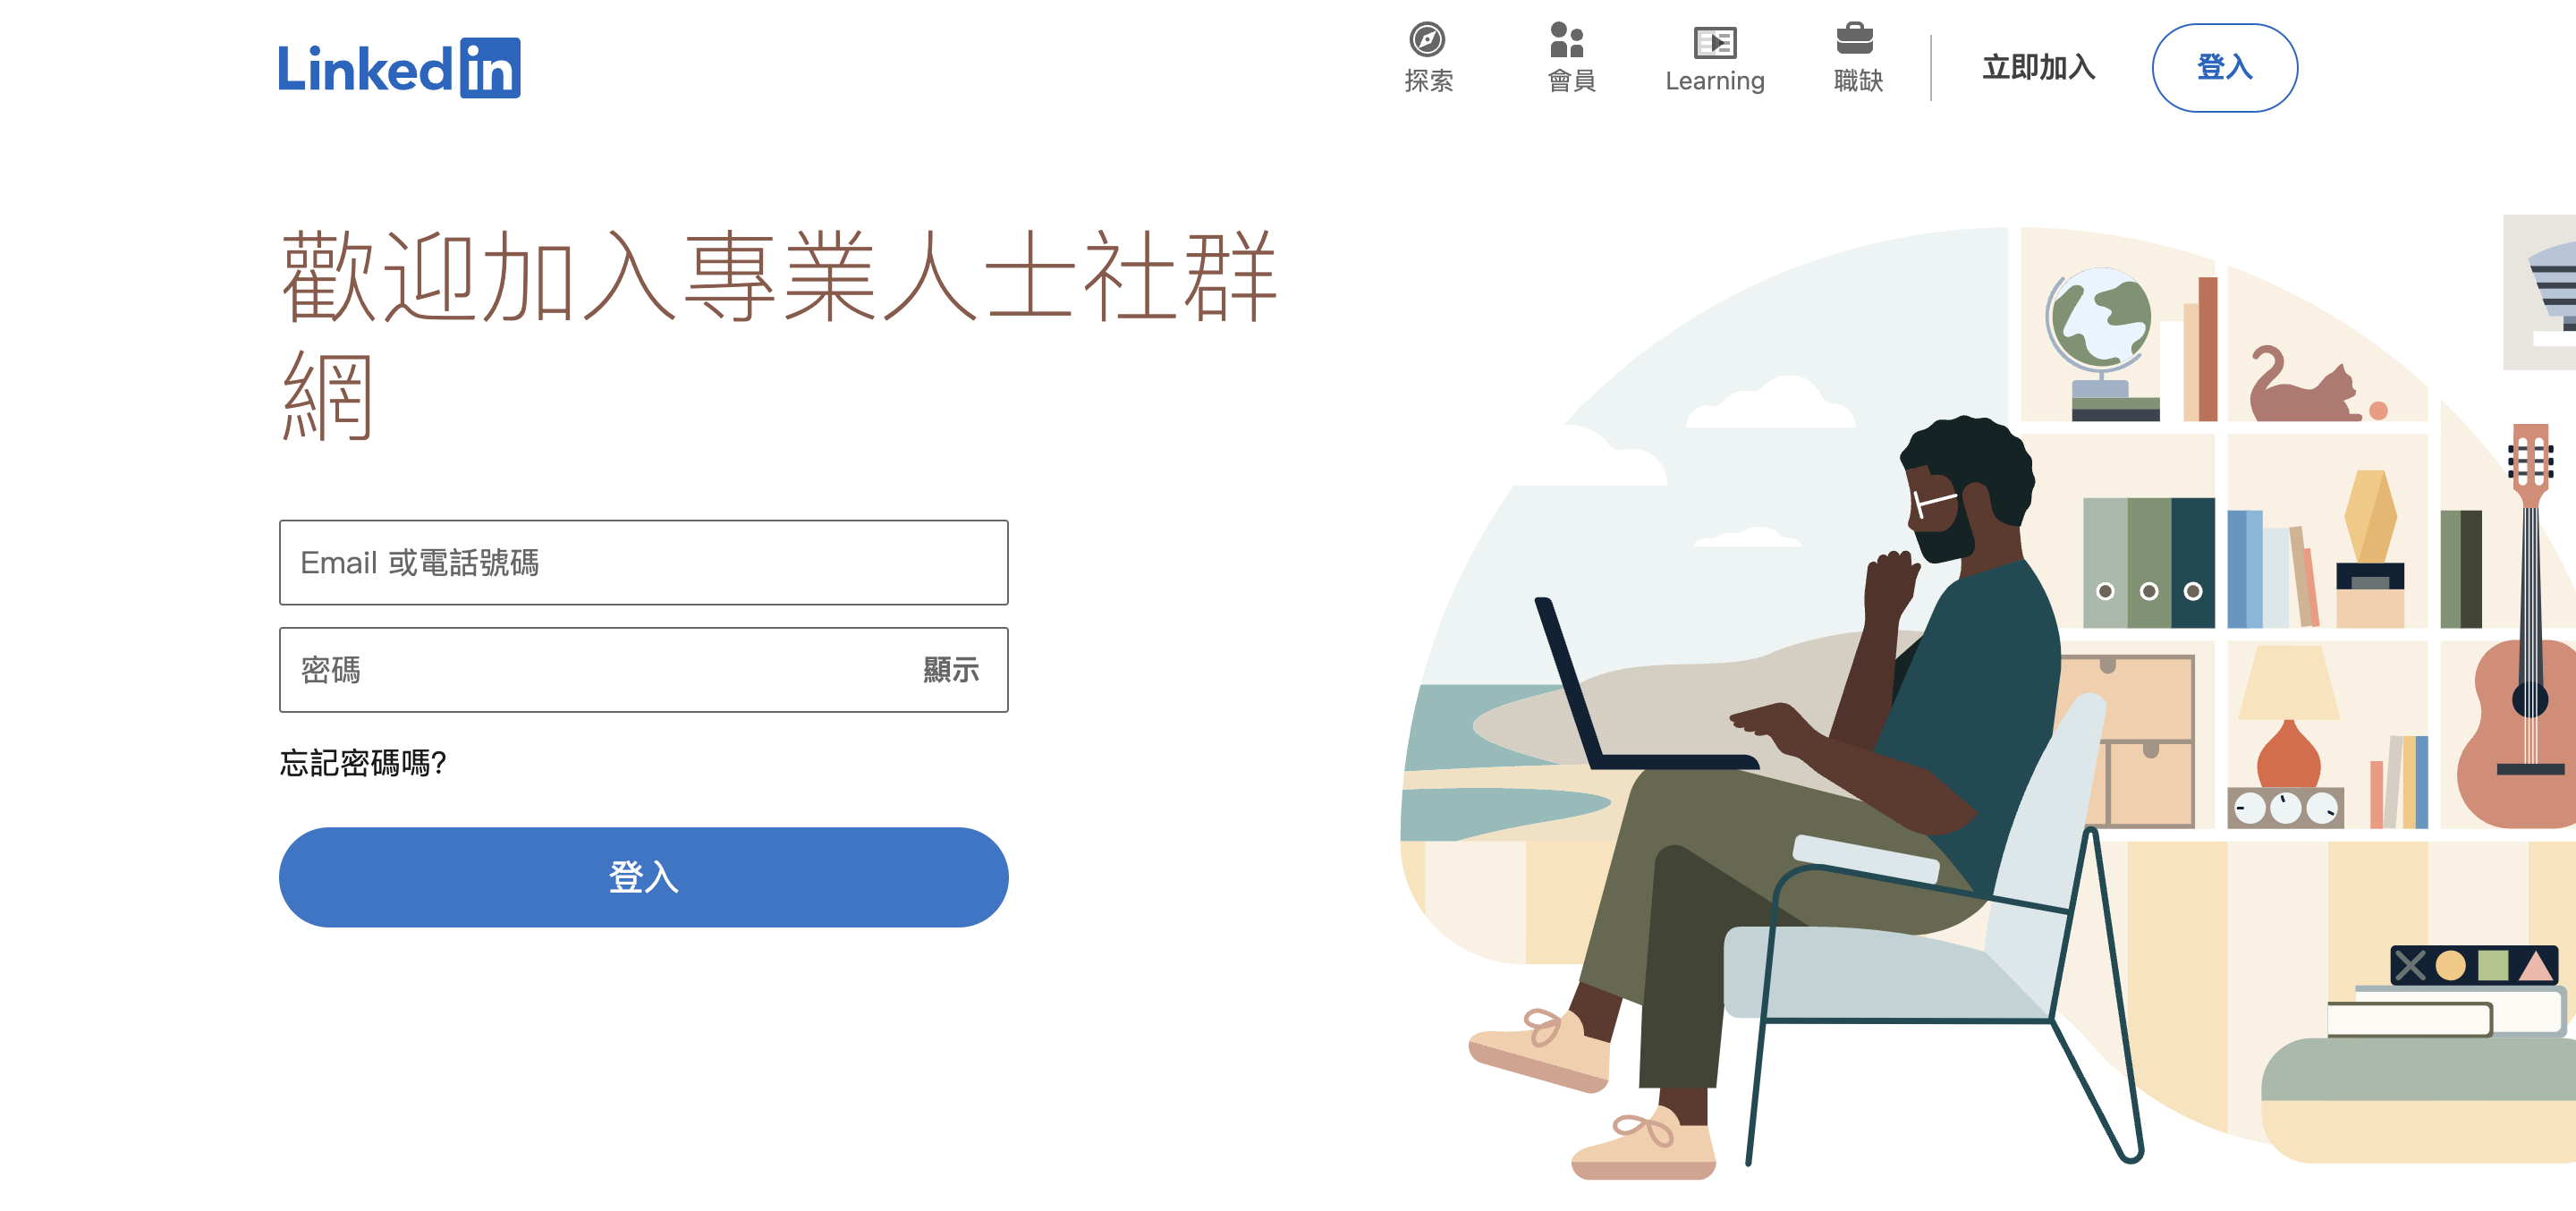 Linkedin
探索
會員
Learning
職缺
立即加入
登入
歡迎加入專業人士社群
網
Email 或電話號碼
密碼
顯示
忘記密碼嗎?
登入